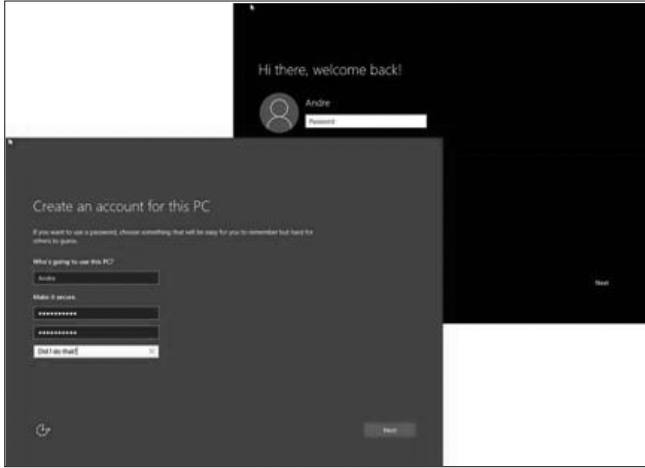 Hi there, welcome back!
Andre
Password
Create an account for this PC
If you want to use a password, choose something that will be easy for you to remember but hard for
others to guess.
Who's going to use this PC?
Andre
Make it secure.
••••••••••
••••••••••
Did I do that?
Next
Next